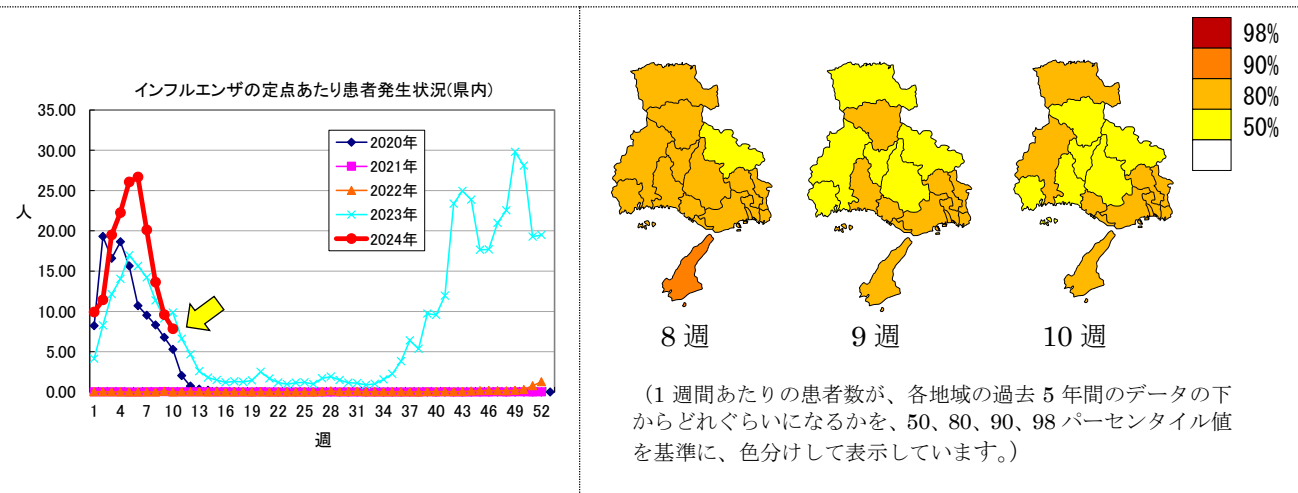 インフルエンザの定点あたり患者発生状況(県内)
35.00
30.00
25.00
20.00
15.00
10.00
5.00
0.00
人
2020年
2021年
2022年
2023年
2024年
1 4 7 10 13 16 19 22 25 28 31 34 37 40 43 46 49 52
週
98%
90%
80%
50%
8 週
9 週
10 週
(1 週間あたりの患者数が、各地域の過去 5 年間のデータの下
からどれぐらいになるかを、50、80、90、98 パーセンタイル値
を基準に、色分けして表示しています。)